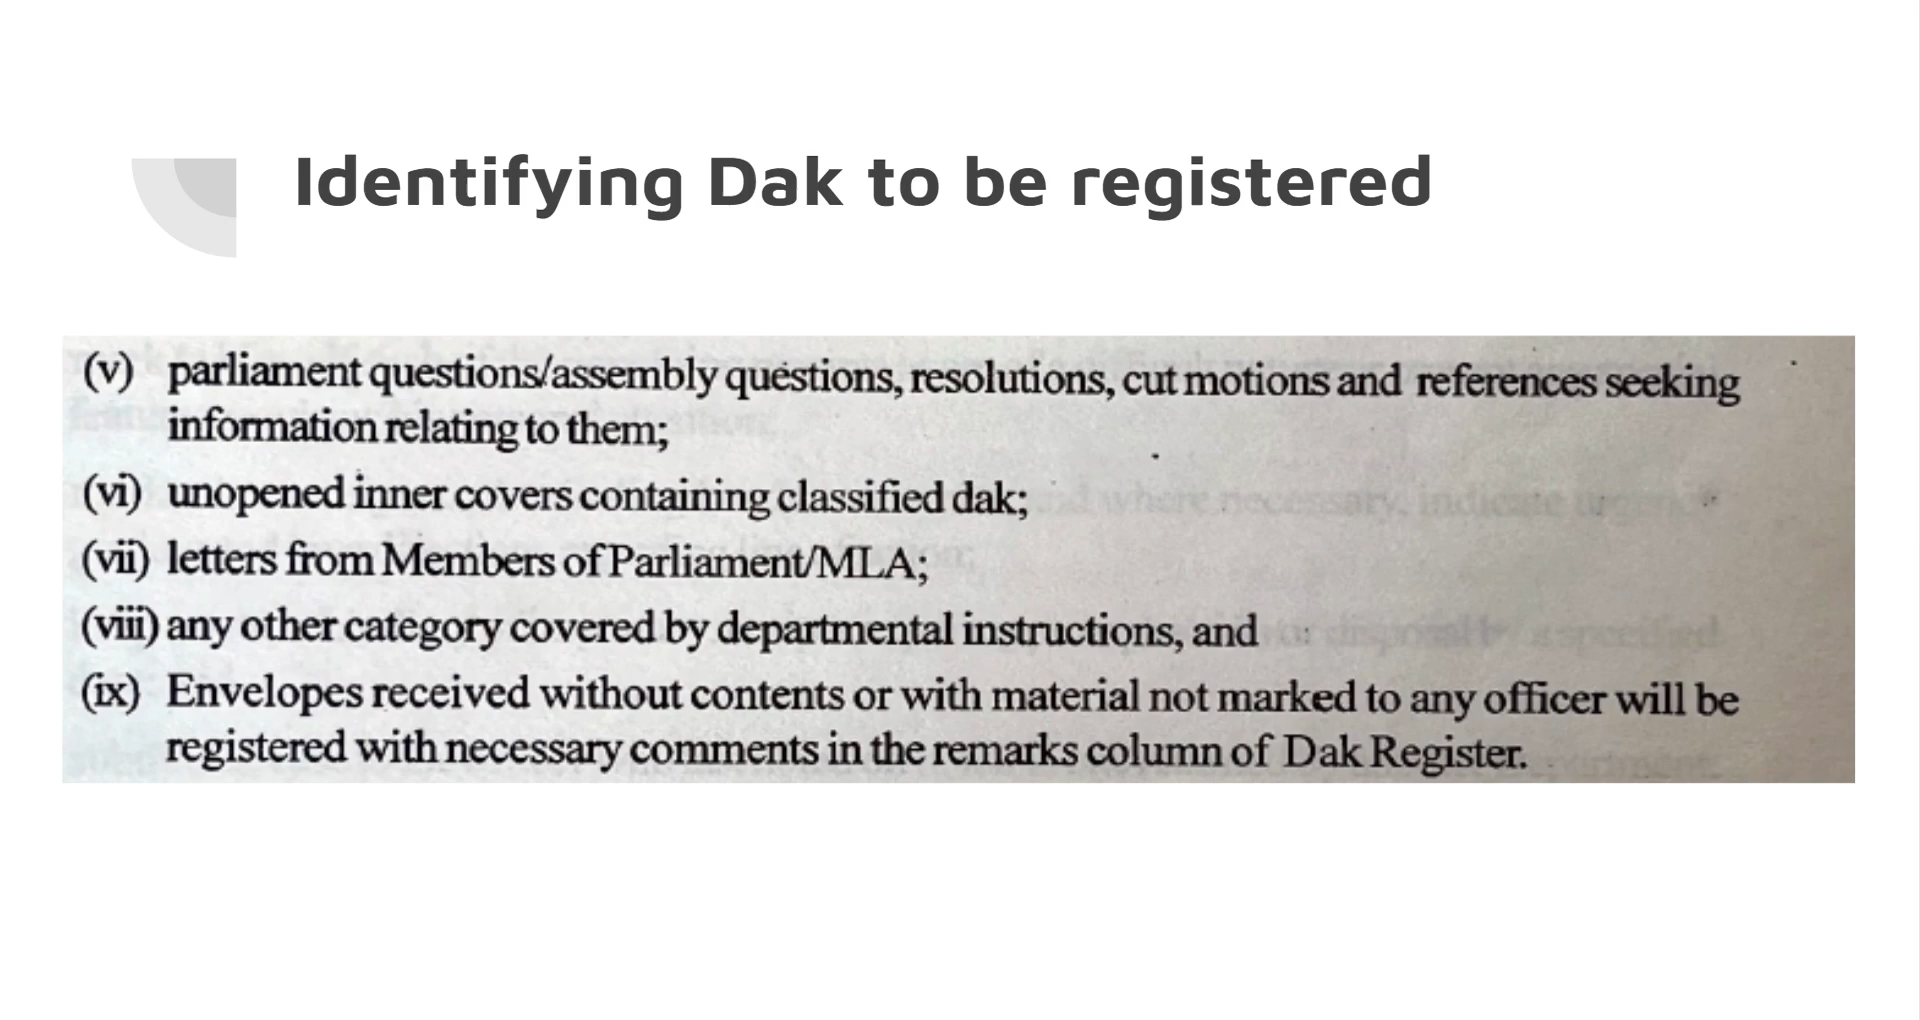 Identifying Dak to be registered
(v) parliament questions/assembly questions, resolutions, cut motions and references seeking
information relating to them;
(vi) unopened inner covers containing classified dak;
(vii) letters from Members of Parliament/MLA;
(viii) any other category covered by departmental instructions, and
(ix) Envelopes received without contents or with material not marked to any officer will be
registered with necessary comments in the remarks column of Dak Register.